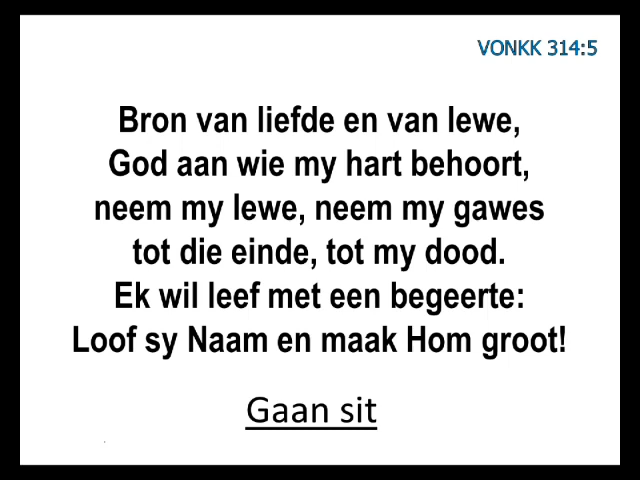 VONKK 314:5
Bron van liefde en van lewe,
God aan wie my hart behoort,
neem my lewe, neem my gawes
tot die einde, tot my dood.
Ek wil leef met een begeerte:
Loof sy Naam en maak Hom groot!
Gaan sit